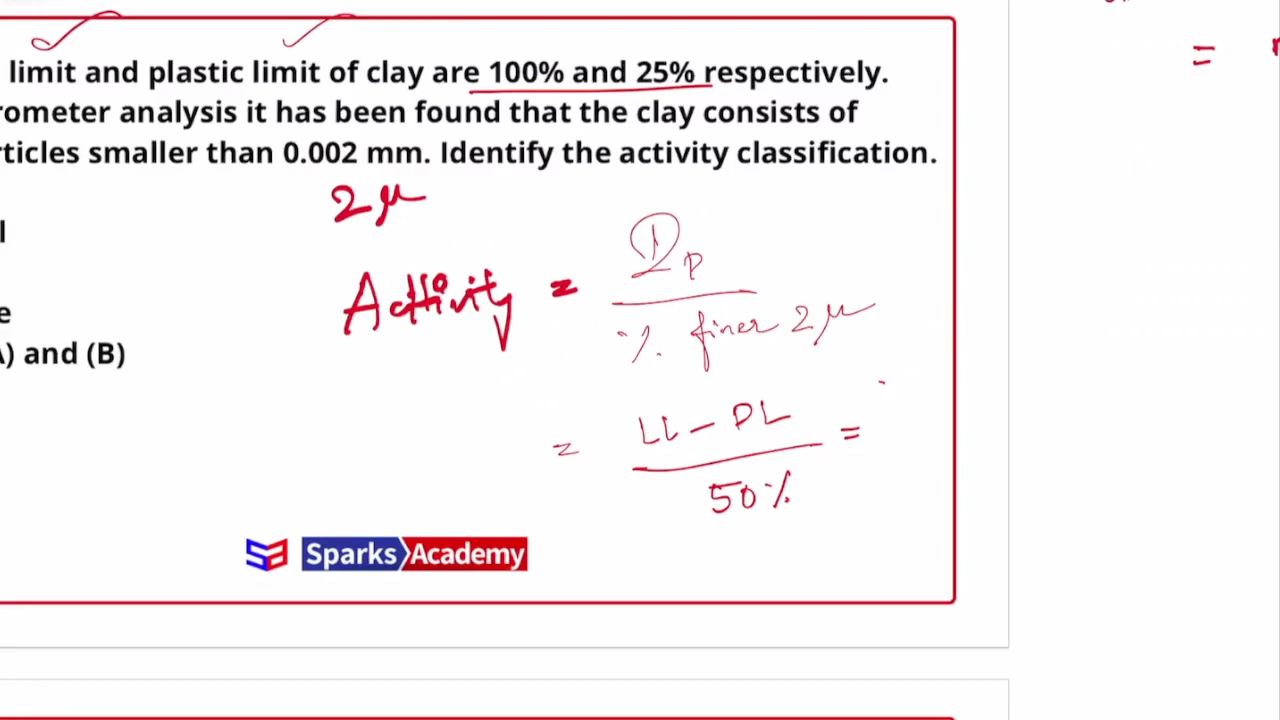 limit and plastic limit of clay are 100% and 25% respectively.
rometer analysis it has been found that the clay consists of
rticles smaller than 0.002 mm. Identify the activity classification.
2 μ
l
Activity = Ip
% finer 2 μ
e
A) and (B)
= LL - PL =
50%
Sparks Academy
=